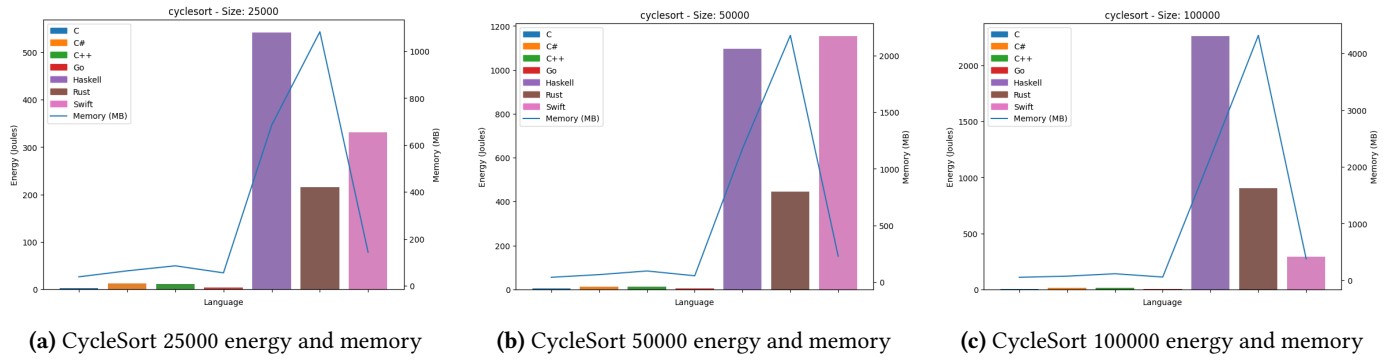 cyclesort - Size: 25000
C
C#
C++
Go
Haskell
Rust
Swift
Memory (MB)
Energy (Joules)
500
400
300
200
100
0
Memory (MB)
1000
800
600
400
200
0
Language
(a) CycleSort 25000 energy and memory
cyclesort - Size: 50000
C
C#
C++
Go
Haskell
Rust
Swift
Memory (MB)
Energy (Joules)
1200
1000
800
600
400
200
0
Memory (MB)
2000
1500
1000
500
0
Language
(b) CycleSort 50000 energy and memory
cyclesort - Size: 100000
C
C#
C++
Go
Haskell
Rust
Swift
Memory (MB)
Energy (Joules)
2000
1500
1000
500
0
Memory (MB)
4000
3000
2000
1000
0
Language
(c) CycleSort 100000 energy and memory